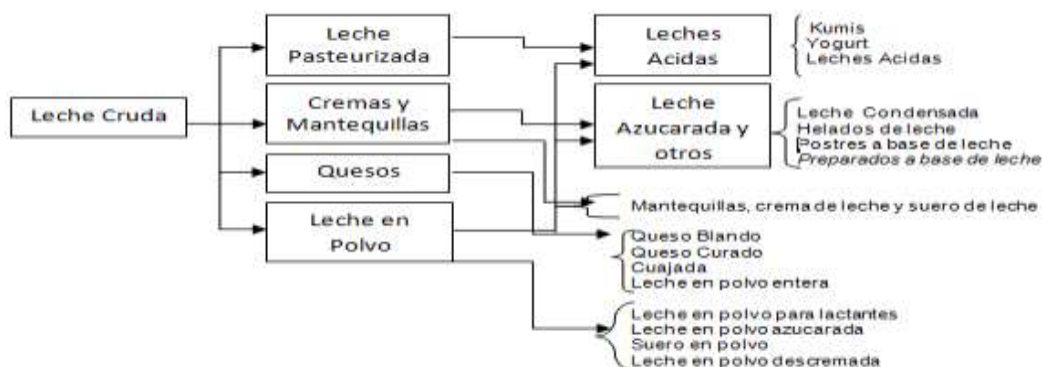 Leche Cruda
Leche
Pasteurizada
Cremas y
Mantequillas
Quesos
Leche en
Polvo
Leches
Acidas
Leche
Azucarada y
otros
Kumis
Yogurt
Leches Acidas
Leche Condensada
Helados de leche
Postres a base de leche
Preparados a base de leche
Mantequillas, crema de leche y suero de leche
Queso Blando
Queso Curado
Cuajada
Leche en polvo entera
Leche en polvo para lactantes
Leche en polvo azucarada
Suero en polvo
Leche en polvo descremada